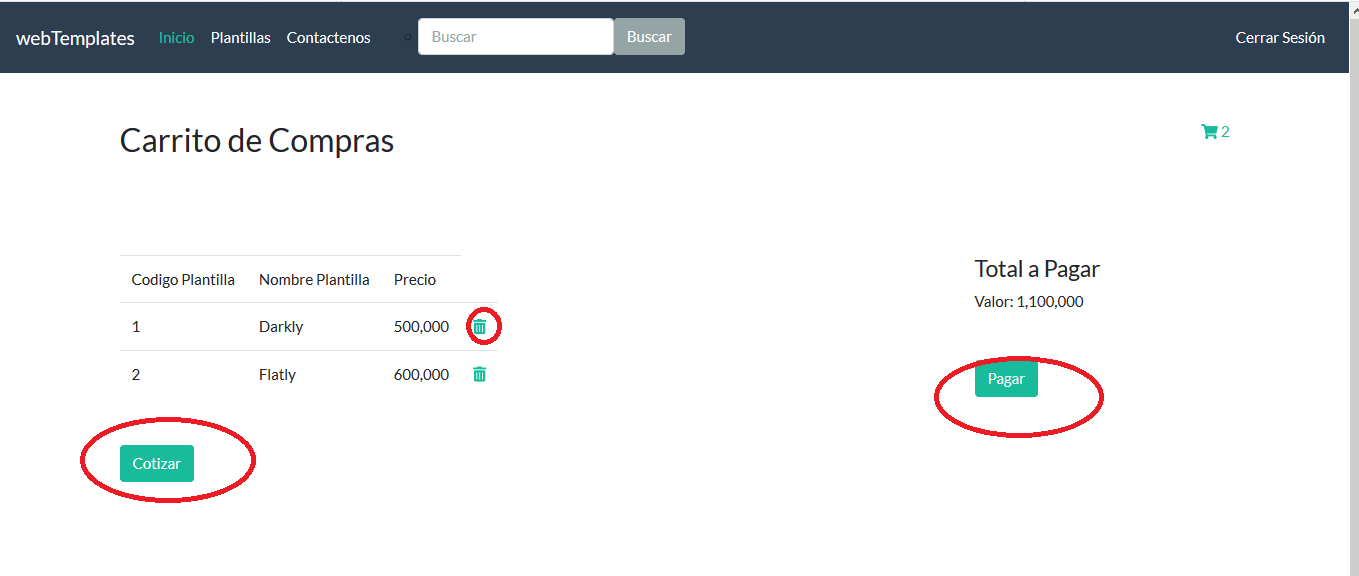 webTemplates Inicio Plantillas Contactenos Buscar Buscar Cerrar Sesión
Carrito de Compras
2
Codigo Plantilla Nombre Plantilla Precio
1 Darkly 500,000
2 Flatly 600,000
Cotizar
Total a Pagar
Valor: 1,100,000
Pagar